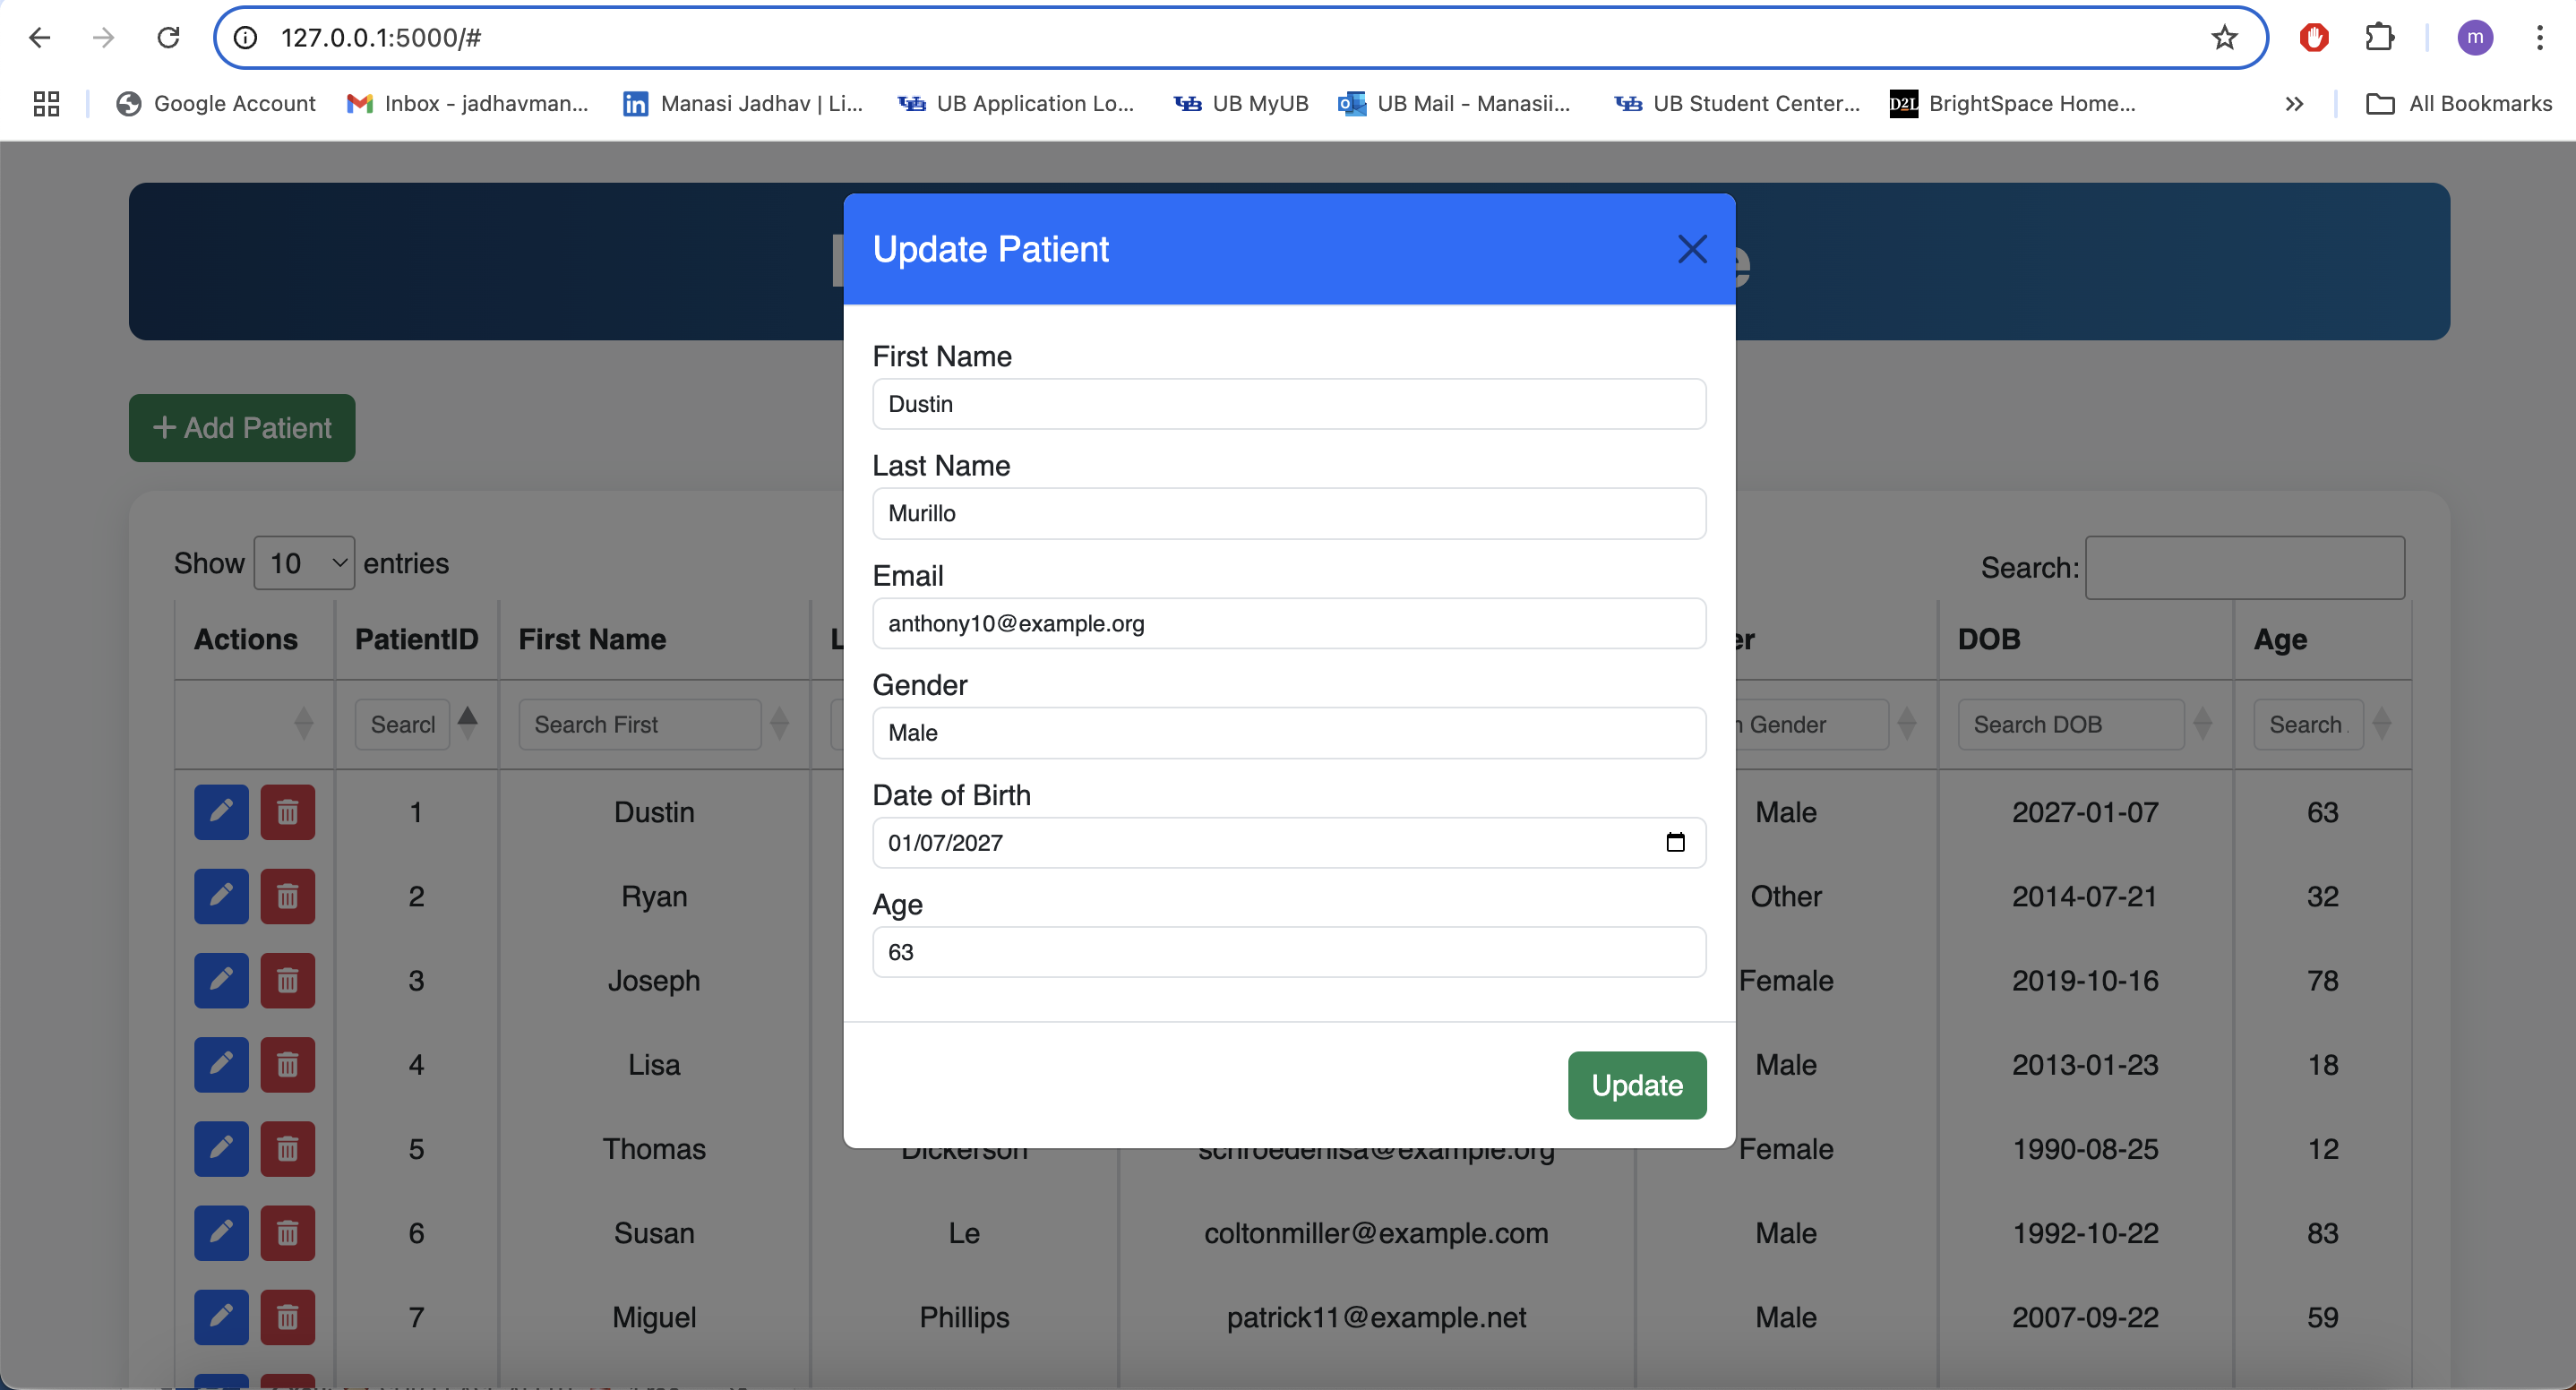 127.0.0.1:5000/#
m
Google Account
Inbox - jadhavman...
Manasi Jadhav | Li...
UB Application Lo...
UB MyUB
UB Mail - Manasii...
UB Student Center...
D2L
BrightSpace Home...
All Bookmarks
Update Patient
First Name
Dustin
Last Name
Murillo
Email
anthony10@example.org
Gender
Male
Date of Birth
01/07/2027
Age
63
Update
+ Add Patient
Show 10 entries
Search:
Actions PatientID First Name DOB Age
Search First Gender Search DOB Search
1 Dustin Male 2027-01-07 63
2 Ryan Other 2014-07-21 32
3 Joseph Female 2019-10-16 78
4 Lisa Male 2013-01-23 18
5 Thomas Dickerson Female 1990-08-25 12
6 Susan Le coltonmiller@example.com Male 1992-10-22 83
7 Miguel Phillips patrick11@example.net Male 2007-09-22 59